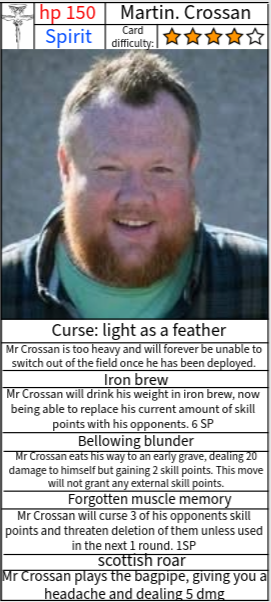 hp 150
Martin. Crossan
Spirit
Card
difficulty:
Curse: light as a feather
Mr Crossan is too heavy and will forever be unable to
switch out of the field once he has been deployed.
Iron brew
Mr Crossan will drink his weight in iron brew, now
being able to replace his current amount of skill
points with his opponents. 6 SP
Bellowing blunder
Mr Crossan eats his way to an early grave, dealing 20
damage to himself but gaining 2 skill points. This move
will not grant any external skill points.
Forgotten muscle memory
Mr Crossan will curse 3 of his opponents skill
points and threaten deletion of them unless used
in the next 1 round. 1SP
scottish roar
Mr Crossan plays the bagpipe, giving you a
headache and dealing 5 dmg